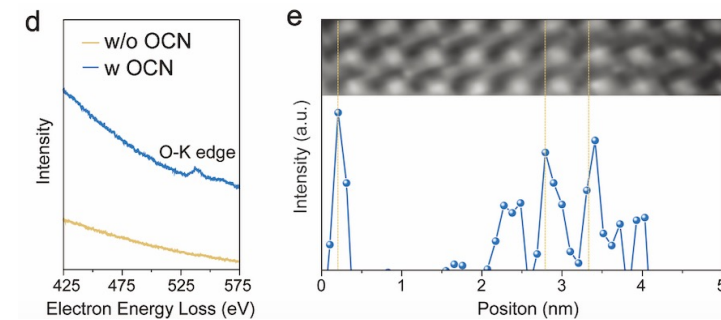 d
w/o OCN
w OCN
O-K edge
Intensity
425 475 525 575
Electron Energy Loss (eV)
e
Intensity (a.u.)
0 1 2 3 4 5
Positon (nm)